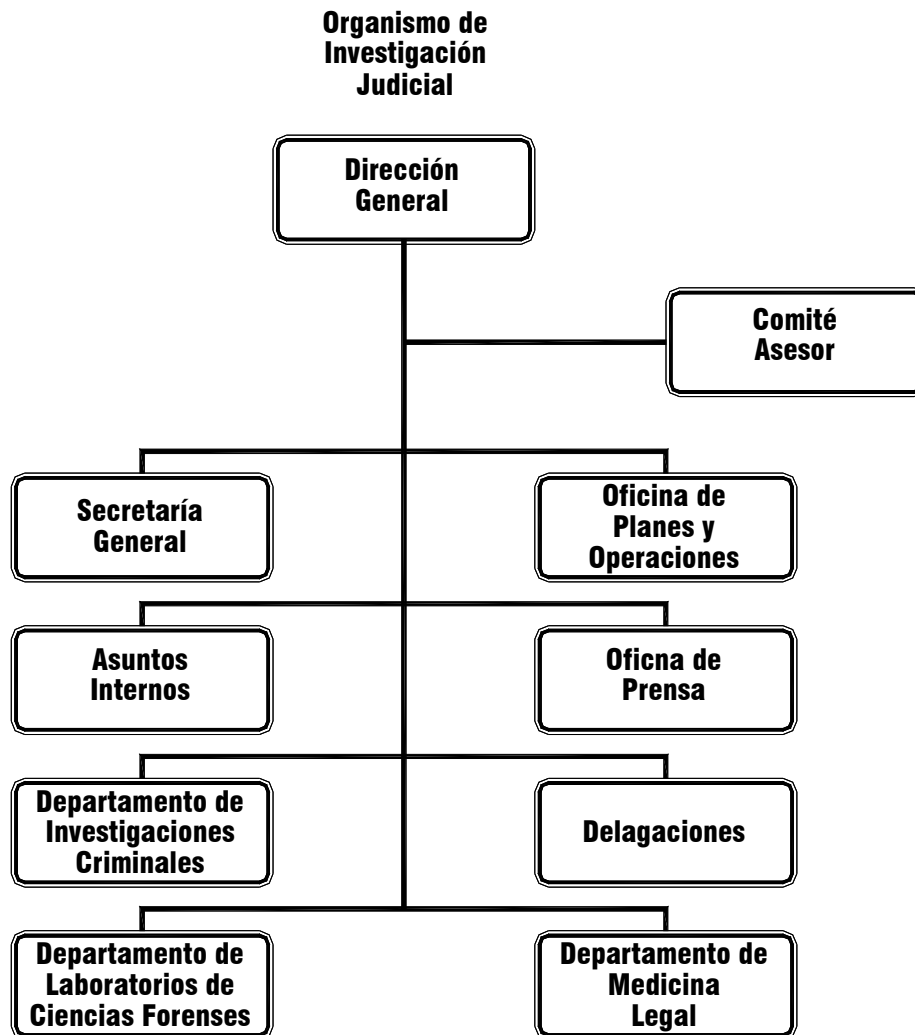 Organismo de
Investigación
Judicial
Dirección
General
Comité
Asesor
Secretaría
General
Oficina de
Planes y
Operaciones
Asuntos
Internos
Oficna de
Prensa
Departamento de
Investigaciones
Criminales
Delagaciones
Departamento de
Laboratorios de
Ciencias Forenses
Departamento de
Medicina
Legal